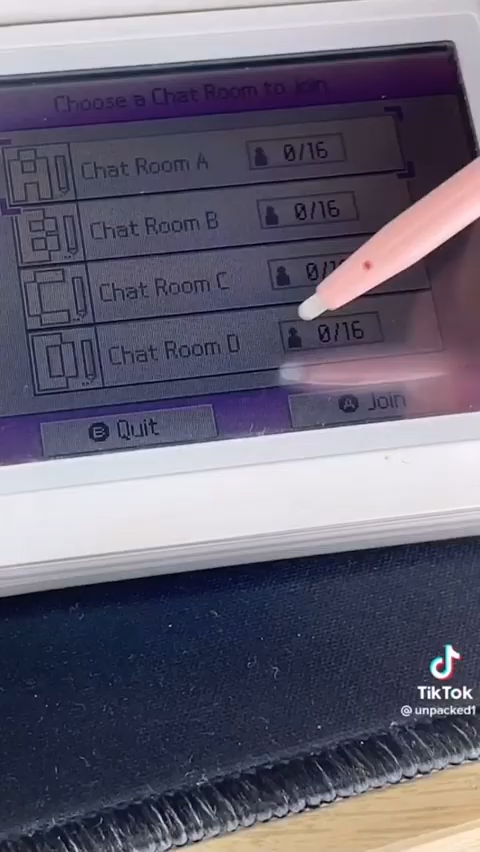 Choose a Chat Room to Join.
Chat Room A 0/16
Chat Room B 0/16
Chat Room C
Chat Room D 0/16
B Quit
A Join
TikTok
@unpacked1